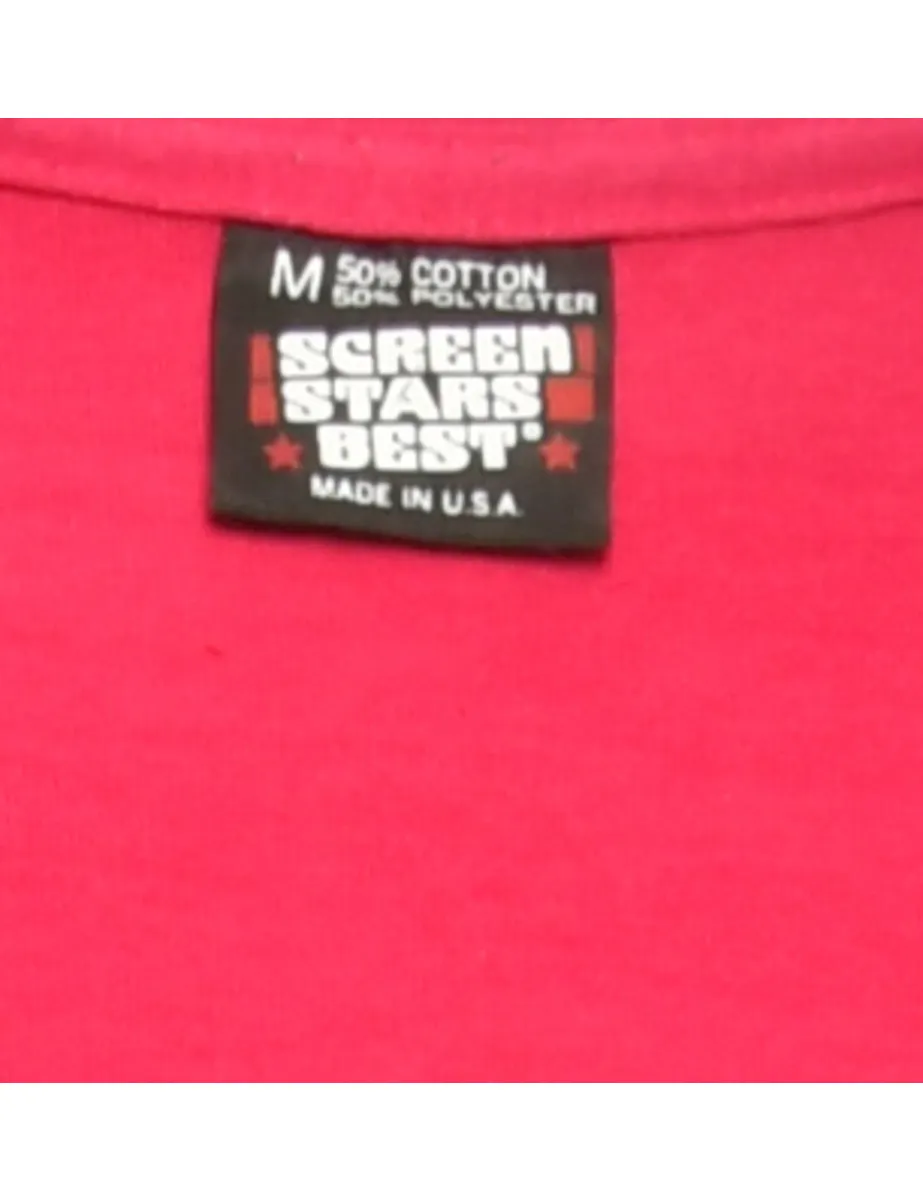 M 50% COTTON
50% POLYESTER
SCREEN
STARS
BEST®
MADE IN U.S.A.